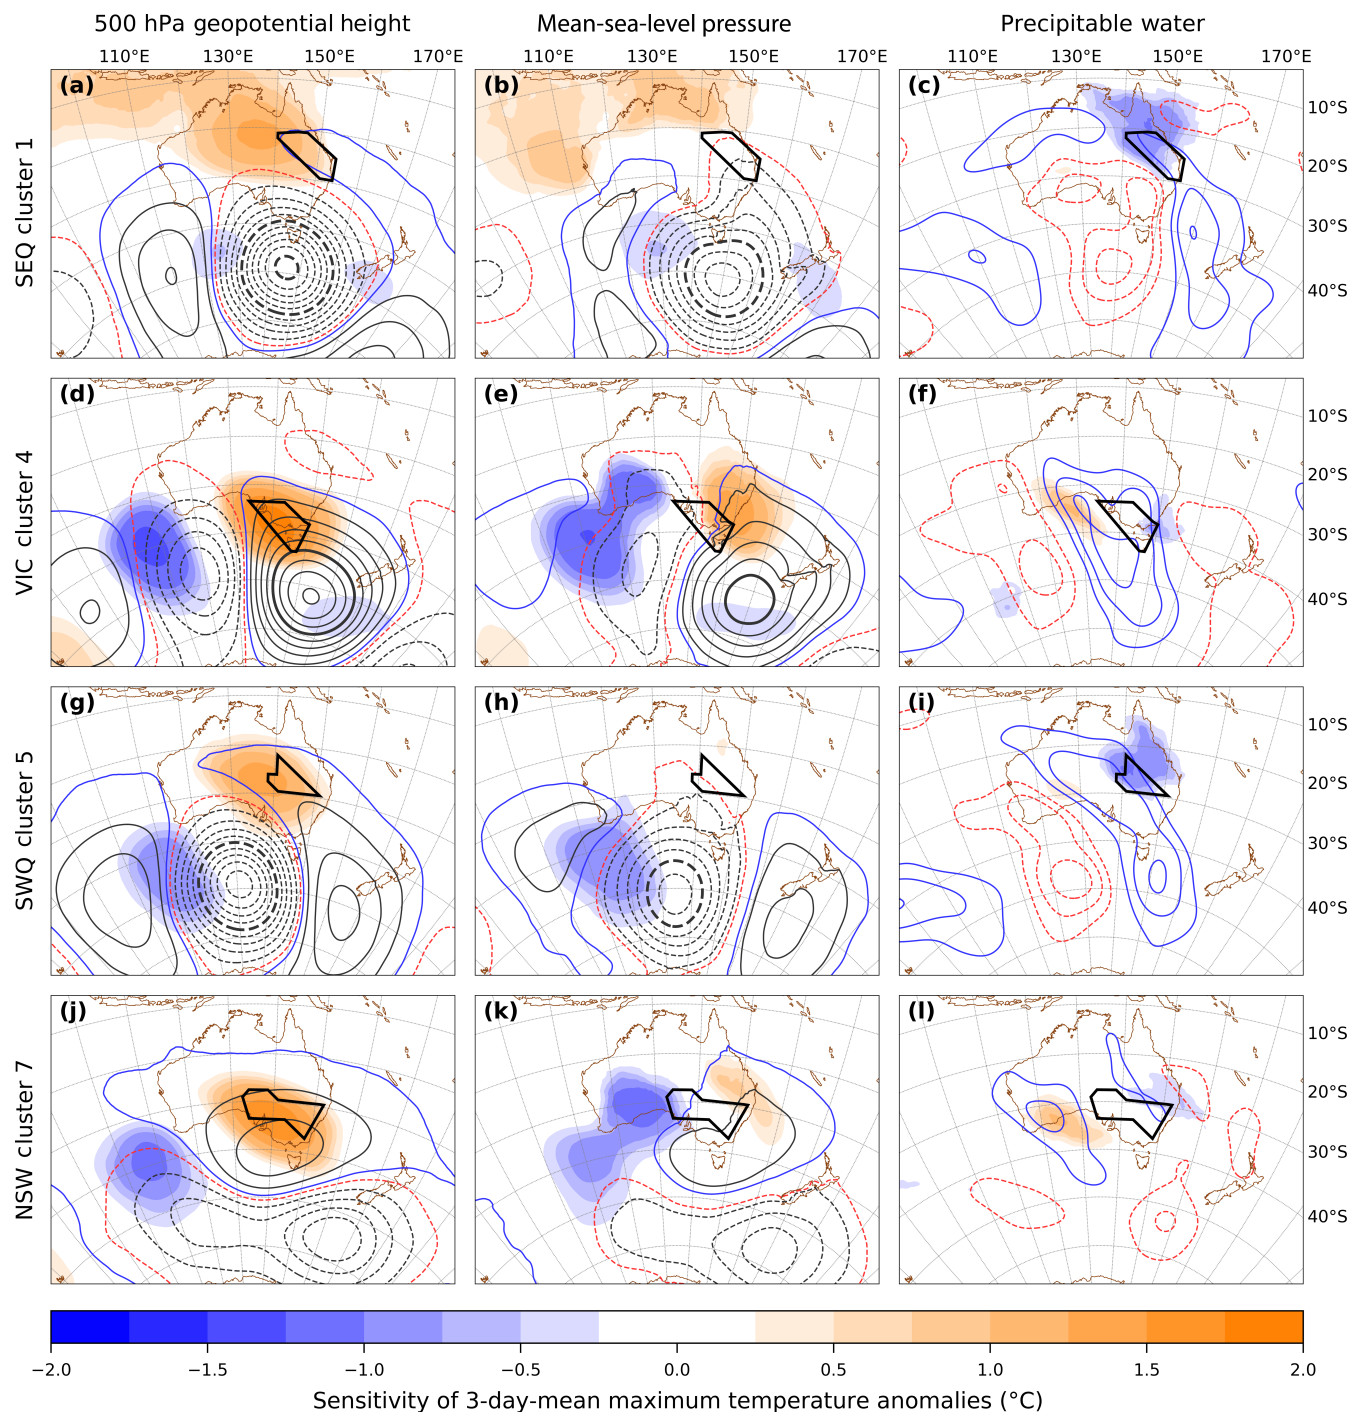 500 hPa geopotential height
Mean-sea-level pressure
Precipitable water
110°E 130°E 150°E 170°E
110°E 130°E 150°E 170°E
110°E 130°E 150°E 170°E
SEQ cluster 1
(a)
(b)
(c)
10°S
20°S
30°S
40°S
VIC cluster 4
(d)
(e)
(f)
10°S
20°S
30°S
40°S
SWQ cluster 5
(g)
(h)
(i)
10°S
20°S
30°S
40°S
NSW cluster 7
(j)
(k)
(l)
10°S
20°S
30°S
40°S
−2.0 −1.5 −1.0 −0.5 0.0 0.5 1.0 1.5 2.0
Sensitivity of 3-day-mean maximum temperature anomalies (°C)